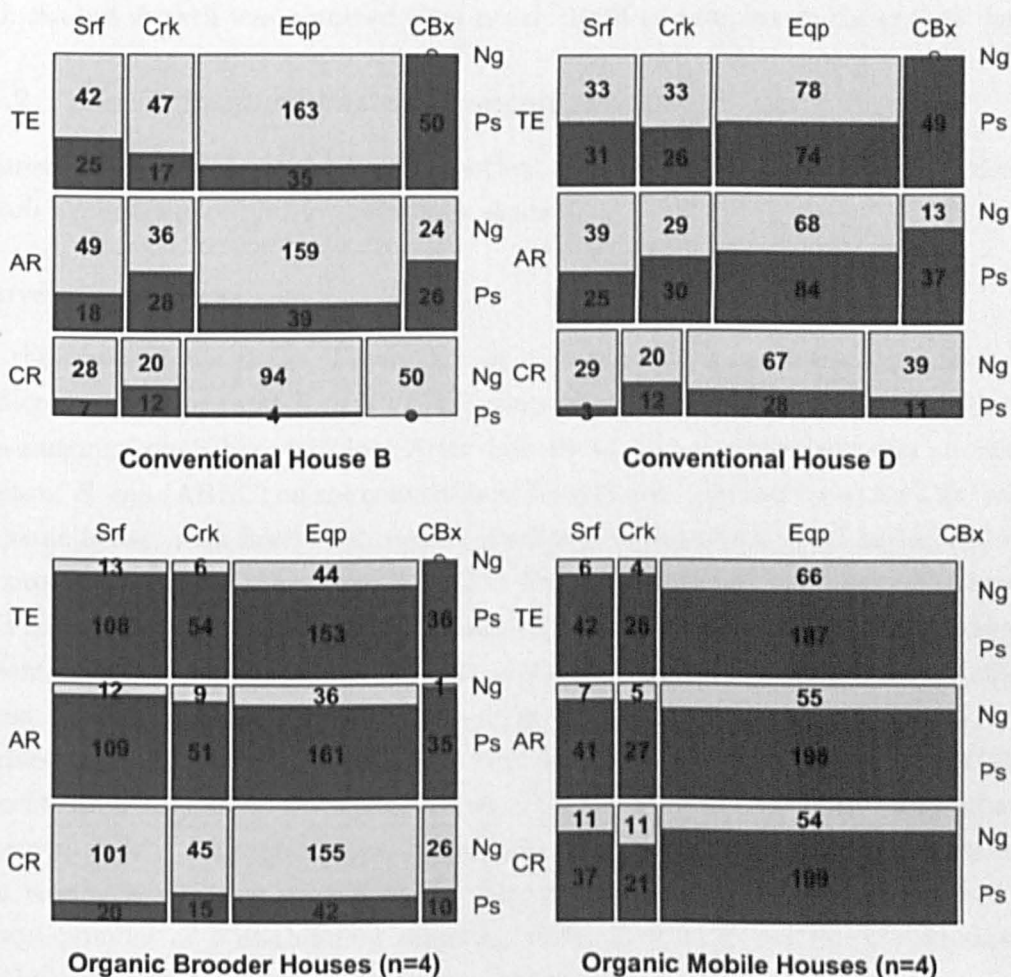 Srf Crk Eqp CBx
0 Ng
42 47 163
TE 50 Ps
25 17 35
49 36 159 24 Ng
AR
18 28 39 26 Ps
CR 28 20 94 50 Ng
7 12 4 0 Ps
Conventional House B
Srf Crk Eqp CBx
0 Ng
33 33 78
TE 49 Ps
31 26 74
39 29 68 13 Ng
AR
25 30 84 37 Ps
CR 29 20 67 39 Ng
3 12 28 11 Ps
Conventional House D
Srf Crk Eqp CBx
13 6 44 0 Ng
TE 108 54 153 36 Ps
12 9 36 1 Ng
AR 109 51 161 35 Ps
CR 101 45 155 26 Ng
20 15 42 10 Ps
Organic Brooder Houses (n=4)
Srf Crk Eqp CBx
6 4 66 Ng
TE 42 28 187 Ps
7 5 55 Ng
AR 41 27 198 Ps
11 11 54 Ng
CR 37 21 199 Ps
Organic Mobile Houses (n=4)